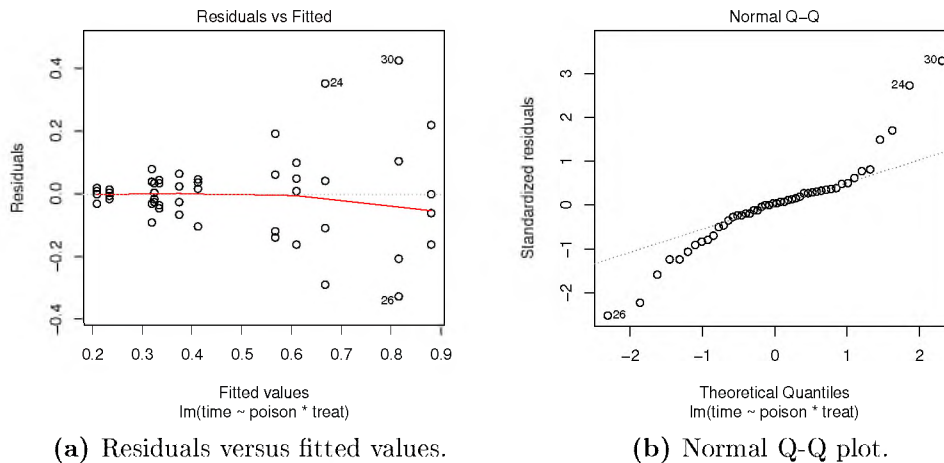 Residuals vs Fitted
Residuals
0.4
0.2
0.0
−0.2
−0.4
30
24
26
0.2 0.3 0.4 0.5 0.6 0.7 0.8 0.9
Fitted values
lm(time ~ poison * treat)
(a) Residuals versus fitted values.
Normal Q−Q
Standardized residuals
3
2
1
0
−1
−2
30
24
26
−2 −1 0 1 2
Theoretical Quantiles
lm(time ~ poison * treat)
(b) Normal Q-Q plot.